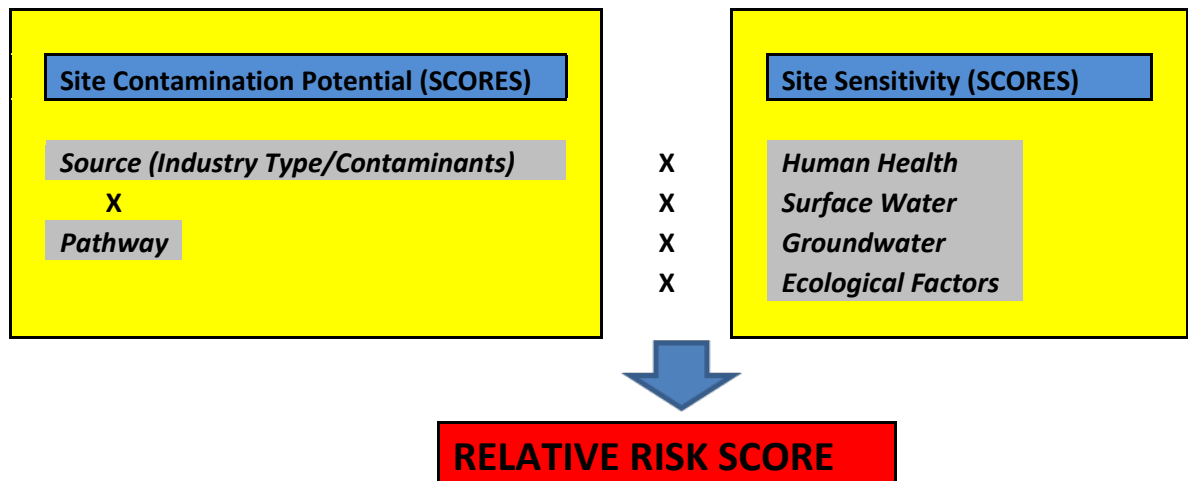 Site Contamination Potential (SCORES)
Source (Industry Type/Contaminants)
X
Pathway
X
X
X
X
Site Sensitivity (SCORES)
Human Health
Surface Water
Groundwater
Ecological Factors
RELATIVE RISK SCORE